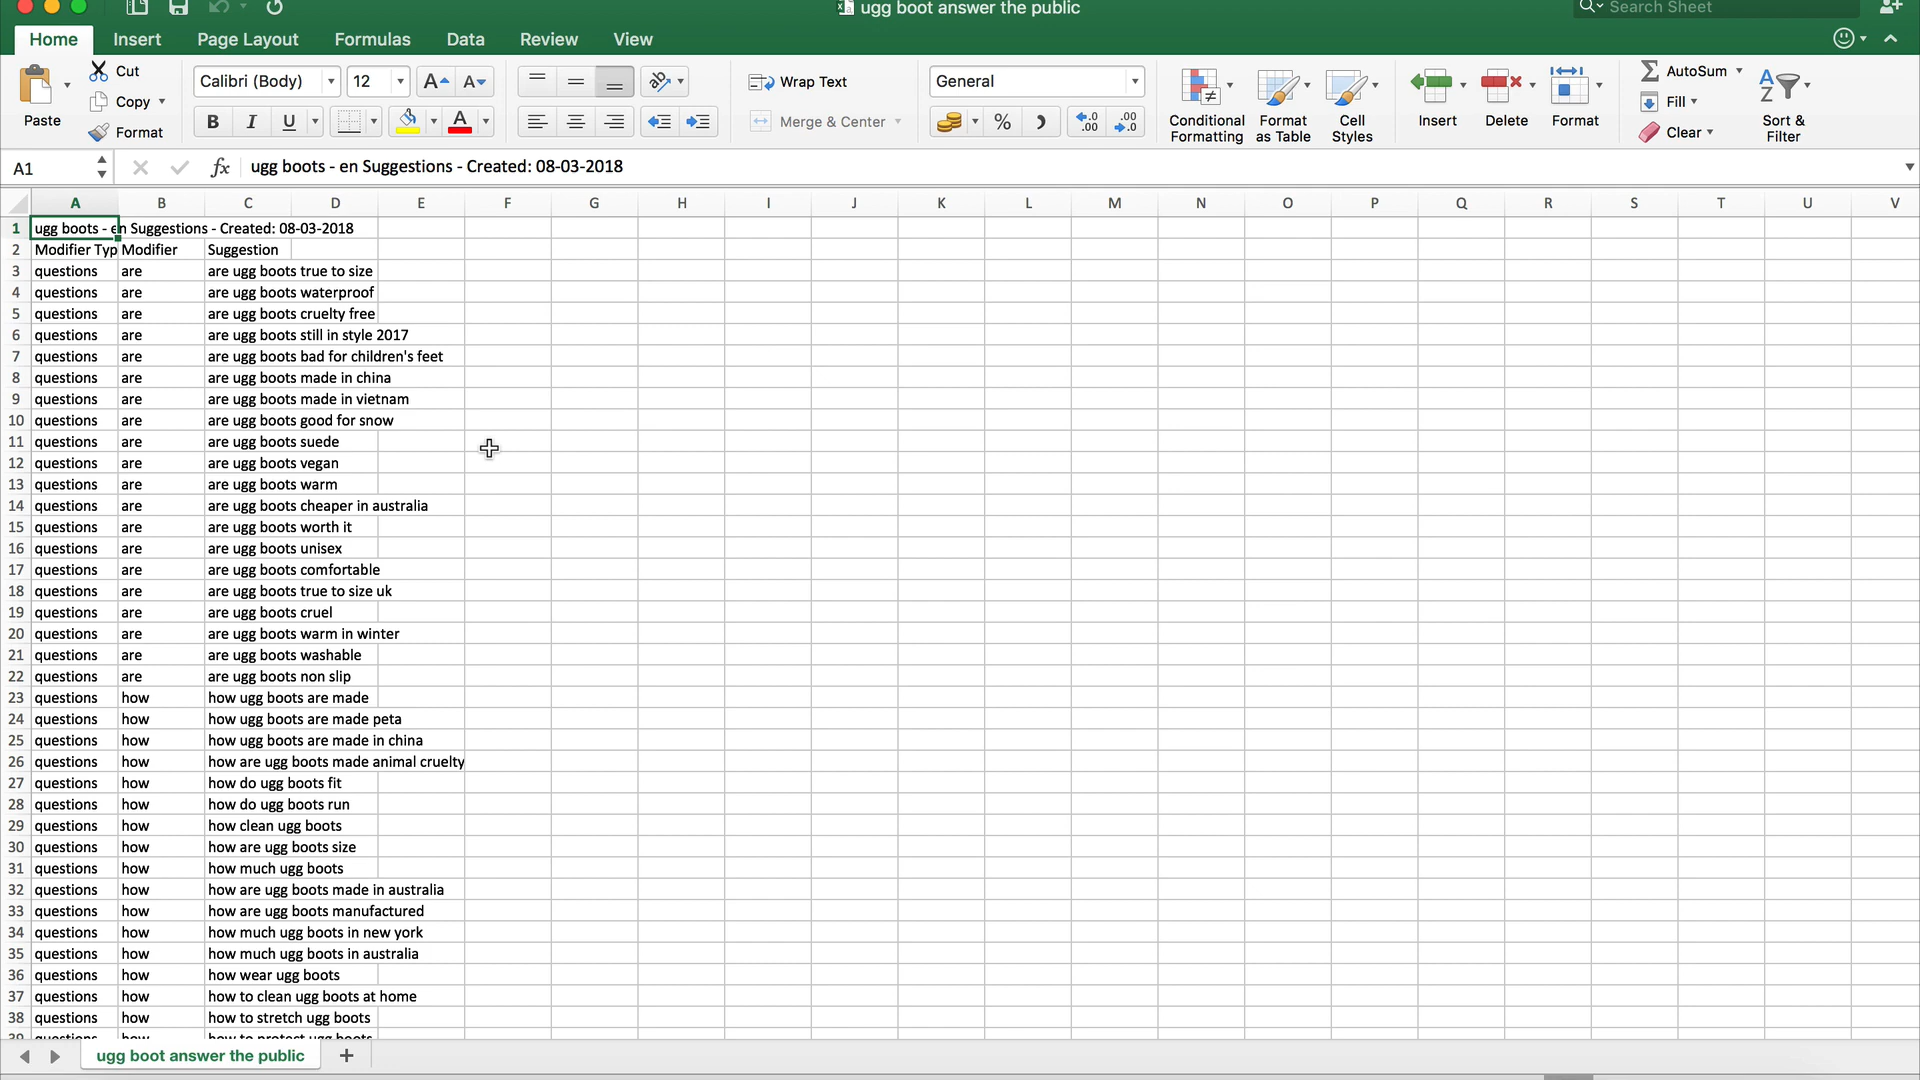 ugg boot answer the public
Search Sheet
Home Insert Page Layout Formulas Data Review View
Paste
Cut
Copy
Format
Calibri (Body) 12
B I U
Wrap Text
Merge & Center
General
Conditional Formatting
Format as Table
Cell Styles
Insert
Delete
Format
AutoSum
Fill
Clear
Sort & Filter
A1 fx ugg boots - en Suggestions - Created: 08-03-2018
A B C D E F G H I J K L M N O P Q R S T U V
1 ugg boots - en Suggestions - Created: 08-03-2018
2 Modifier Typ Modifier Suggestion
3 questions are are ugg boots true to size
4 questions are are ugg boots waterproof
5 questions are are ugg boots cruelty free
6 questions are are ugg boots still in style 2017
7 questions are are ugg boots bad for children's feet
8 questions are are ugg boots made in china
9 questions are are ugg boots made in vietnam
10 questions are are ugg boots good for snow
11 questions are are ugg boots suede
12 questions are are ugg boots vegan
13 questions are are ugg boots warm
14 questions are are ugg boots cheaper in australia
15 questions are are ugg boots worth it
16 questions are are ugg boots unisex
17 questions are are ugg boots comfortable
18 questions are are ugg boots true to size uk
19 questions are are ugg boots cruel
20 questions are are ugg boots warm in winter
21 questions are are ugg boots washable
22 questions are are ugg boots non slip
23 questions how how ugg boots are made
24 questions how how ugg boots are made peta
25 questions how how ugg boots are made in china
26 questions how how are ugg boots made animal cruelty
27 questions how how do ugg boots fit
28 questions how how do ugg boots run
29 questions how how clean ugg boots
30 questions how how are ugg boots size
31 questions how how much ugg boots
32 questions how how are ugg boots made in australia
33 questions how how are ugg boots manufactured
34 questions how how much ugg boots in new york
35 questions how how much ugg boots in australia
36 questions how how wear ugg boots
37 questions how how to clean ugg boots at home
38 questions how how to stretch ugg boots
39 questions how how to protect ugg boots
ugg boot answer the public